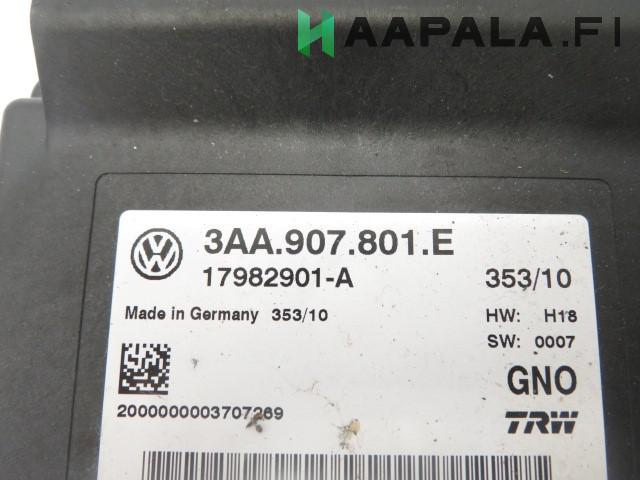 HAAPALA.FI
3AA.907.801.E
17982901-A 353/10
Made in Germany 353/10 HW: H18
SW: 0007
GNO
2000000003707269 TRW